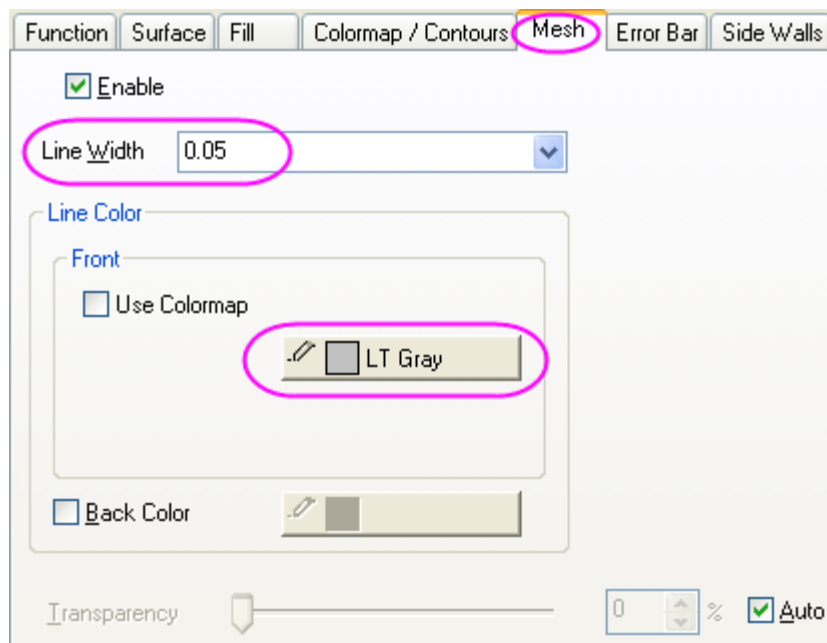 Function Surface Fill Colormap / Contours Mesh Error Bar Side Walls
Enable
Line Width 0.05
Line Color
Front
Use Colormap
LT Gray
Back Color
Transparency 0 % Auto